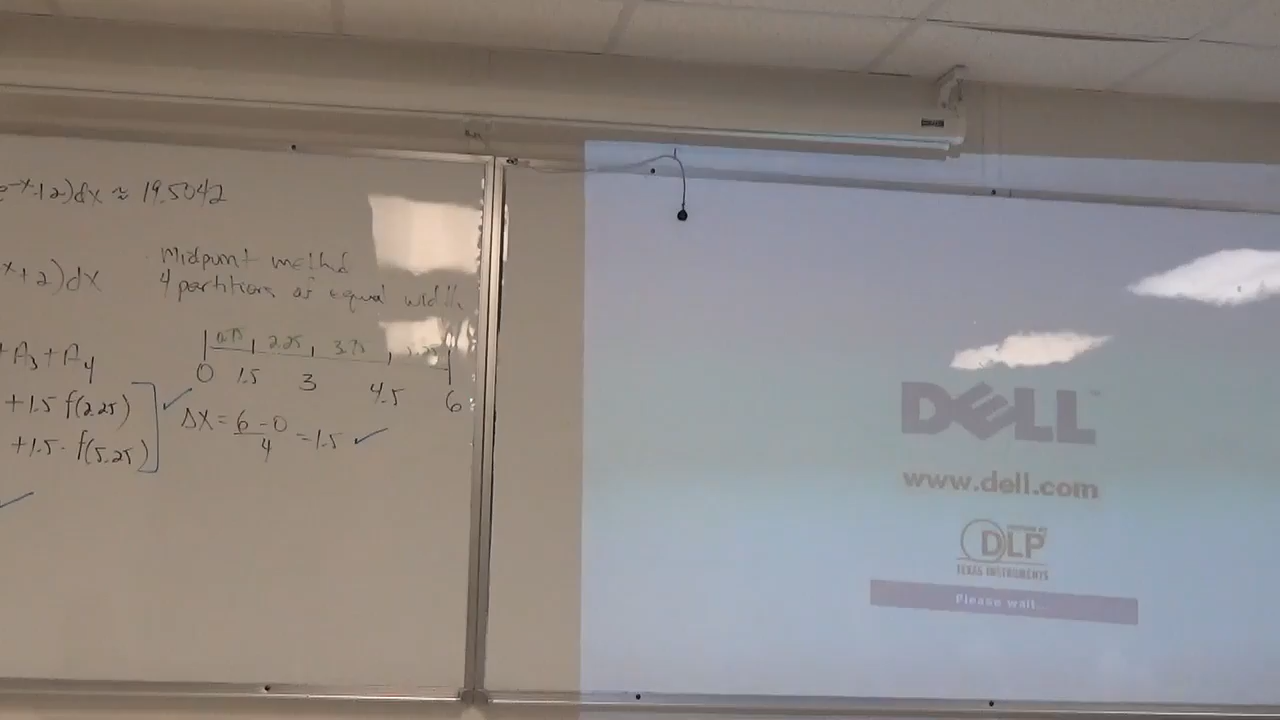 e^-x+2)dx ≈ 19.5042
Midpoint method
4 partitions of equal width
^x+2)dx
0.75 2.25 3.75
0 1.5 3 4.5 6
+A₃+A₄
+1.5 f(2.25)
+1.5 · f(5.25)
ΔX = 6-0/4 = 1.5 ✓
DELL™
www.dell.com
DLP
TEXAS INSTRUMENTS
Please wait...